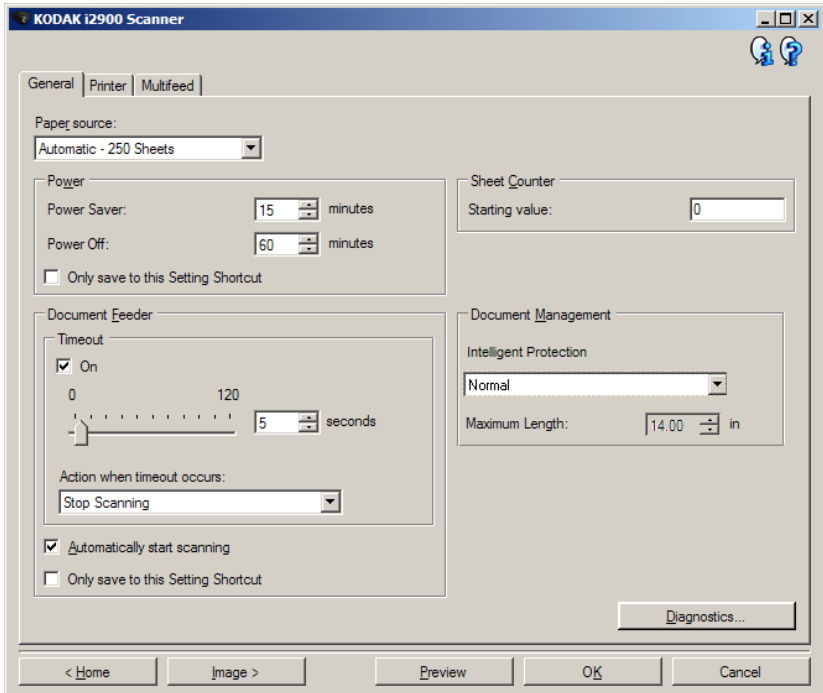 KODAK i2900 Scanner
General Printer Multifeed
Paper source:
Automatic - 250 Sheets
Power
Power Saver: 15 minutes
Power Off: 60 minutes
Only save to this Setting Shortcut
Sheet Counter
Starting value: 0
Document Feeder
Timeout
On
0 120
5 seconds
Action when timeout occurs:
Stop Scanning
Automatically start scanning
Only save to this Setting Shortcut
Document Management
Intelligent Protection
Normal
Maximum Length: 14.00 in
Diagnostics...
< Home Image > Preview OK Cancel